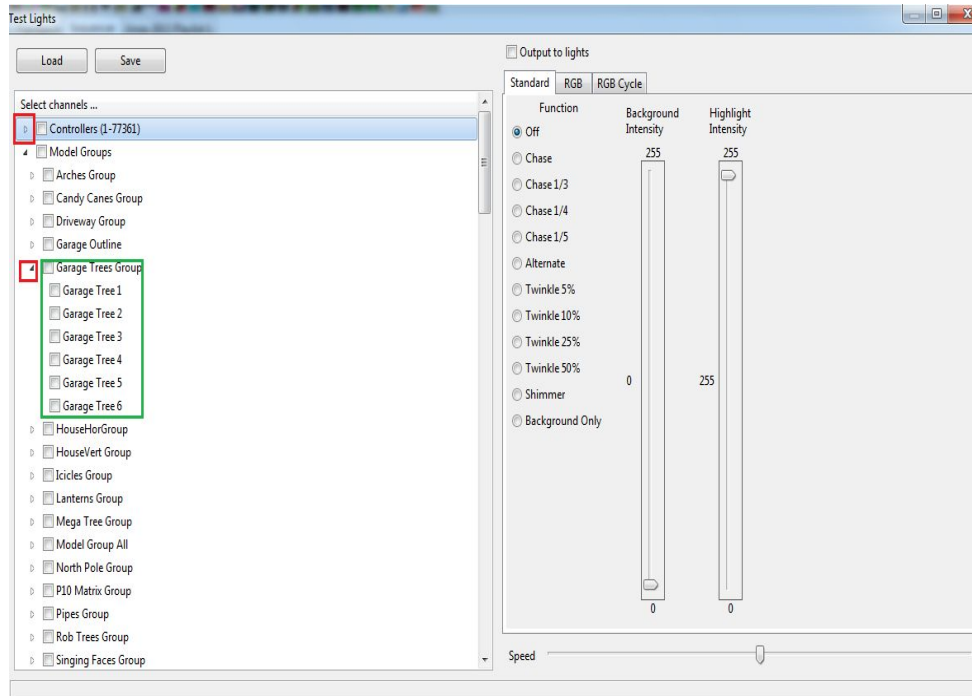 Test Lights
Load Save
Select channels ...
Controllers (1-77361)
Model Groups
Arches Group
Candy Canes Group
Driveway Group
Garage Outline
Garage Trees Group
Garage Tree 1
Garage Tree 2
Garage Tree 3
Garage Tree 4
Garage Tree 5
Garage Tree 6
HouseHorGroup
HouseVert Group
Icicles Group
Lanterns Group
Mega Tree Group
Model Group All
North Pole Group
P10 Matrix Group
Pipes Group
Rob Trees Group
Singing Faces Group
Output to lights
Standard RGB RGB Cycle
Function
Off
Chase
Chase 1/3
Chase 1/4
Chase 1/5
Alternate
Twinkle 5%
Twinkle 10%
Twinkle 25%
Twinkle 50%
Shimmer
Background Only
Background
Intensity
255
0
0
Highlight
Intensity
255
255
0
Speed